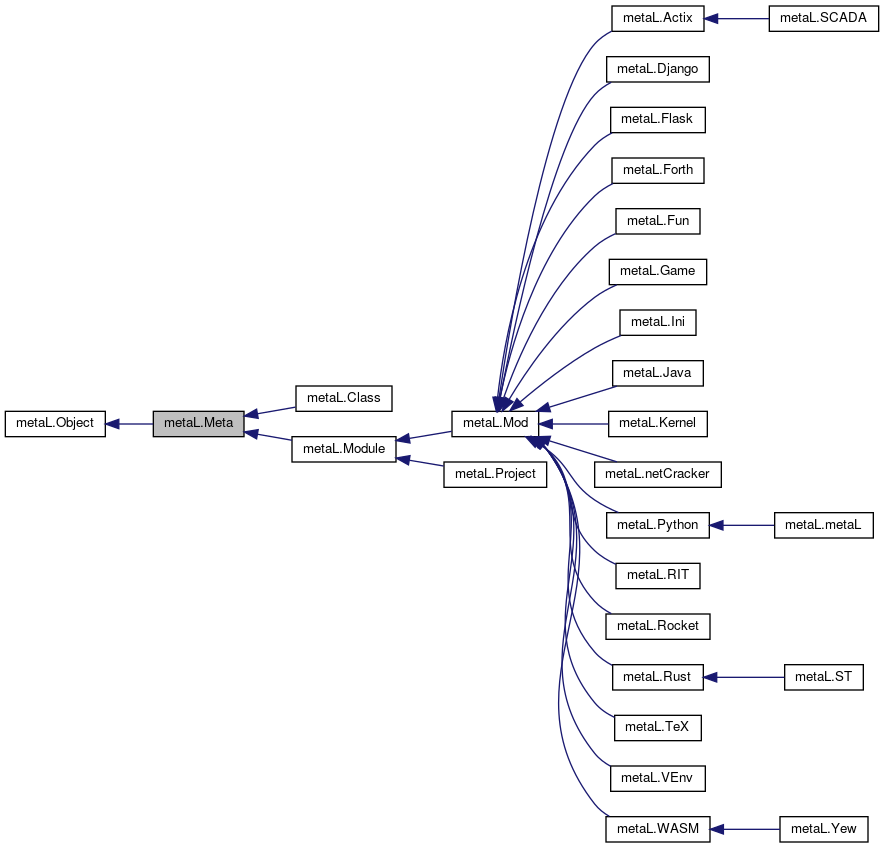 metaL.Object
metaL.Meta
metaL.Class
metaL.Module
metaL.Mod
metaL.Project
metaL.Actix
metaL.SCADA
metaL.Django
metaL.Flask
metaL.Forth
metaL.Fun
metaL.Game
metaL.Ini
metaL.Java
metaL.Kernel
metaL.netCracker
metaL.Python
metaL.metaL
metaL.RIT
metaL.Rocket
metaL.Rust
metaL.ST
metaL.TeX
metaL.VEnv
metaL.WASM
metaL.Yew